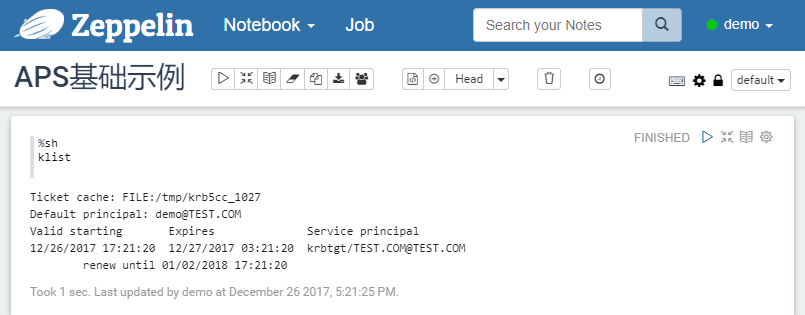 Zeppelin Notebook Job Search your Notes demo
APS基础示例 Head default
FINISHED
%sh
klist
Ticket cache: FILE:/tmp/krb5cc_1027
Default principal: demo@TEST.COM
Valid starting Expires Service principal
12/26/2017 17:21:20 12/27/2017 03:21:20 krbtgt/TEST.COM@TEST.COM
renew until 01/02/2018 17:21:20
Took 1 sec. Last updated by demo at December 26 2017, 5:21:25 PM.